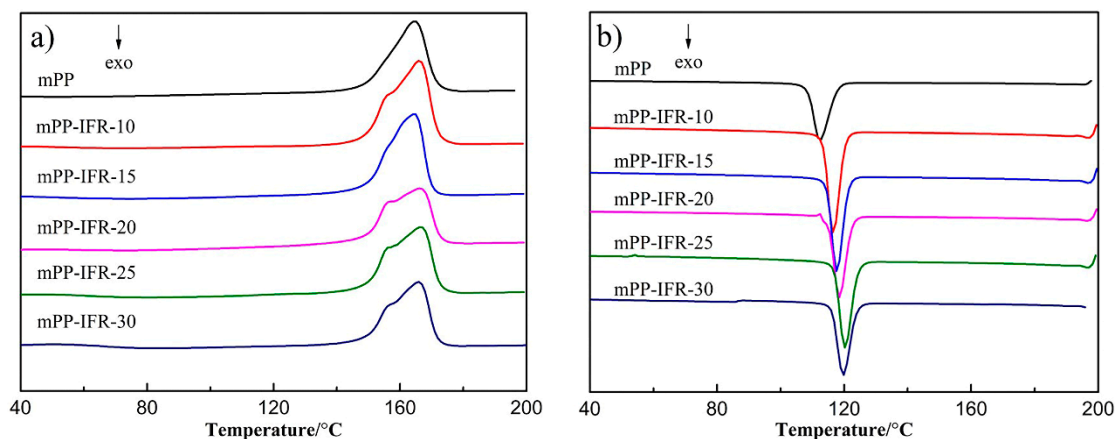 a)
exo
mPP
mPP-IFR-10
mPP-IFR-15
mPP-IFR-20
mPP-IFR-25
mPP-IFR-30
40 80 120 160 200
Temperature/°C
b)
exo
mPP
mPP-IFR-10
mPP-IFR-15
mPP-IFR-20
mPP-IFR-25
mPP-IFR-30
40 80 120 160 200
Temperature/°C